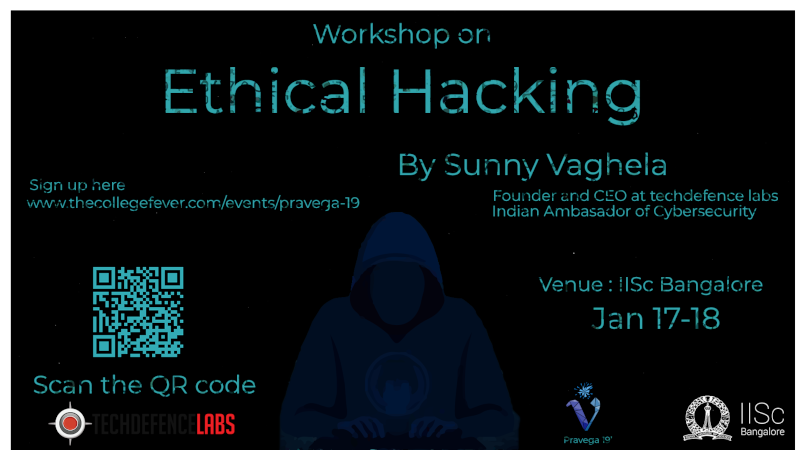 Workshop on
Ethical Hacking
By Sunny Vaghela
Founder and CEO at techdefence labs
Indian Ambasador of Cybersecurity
Sign up here
www.thecollegefever.com/events/pravega-19
Venue : IISc Bangalore
Jan 17-18
Scan the QR code
TECHDEFENCELABS
Pravega 19'
IISc
Bangalore